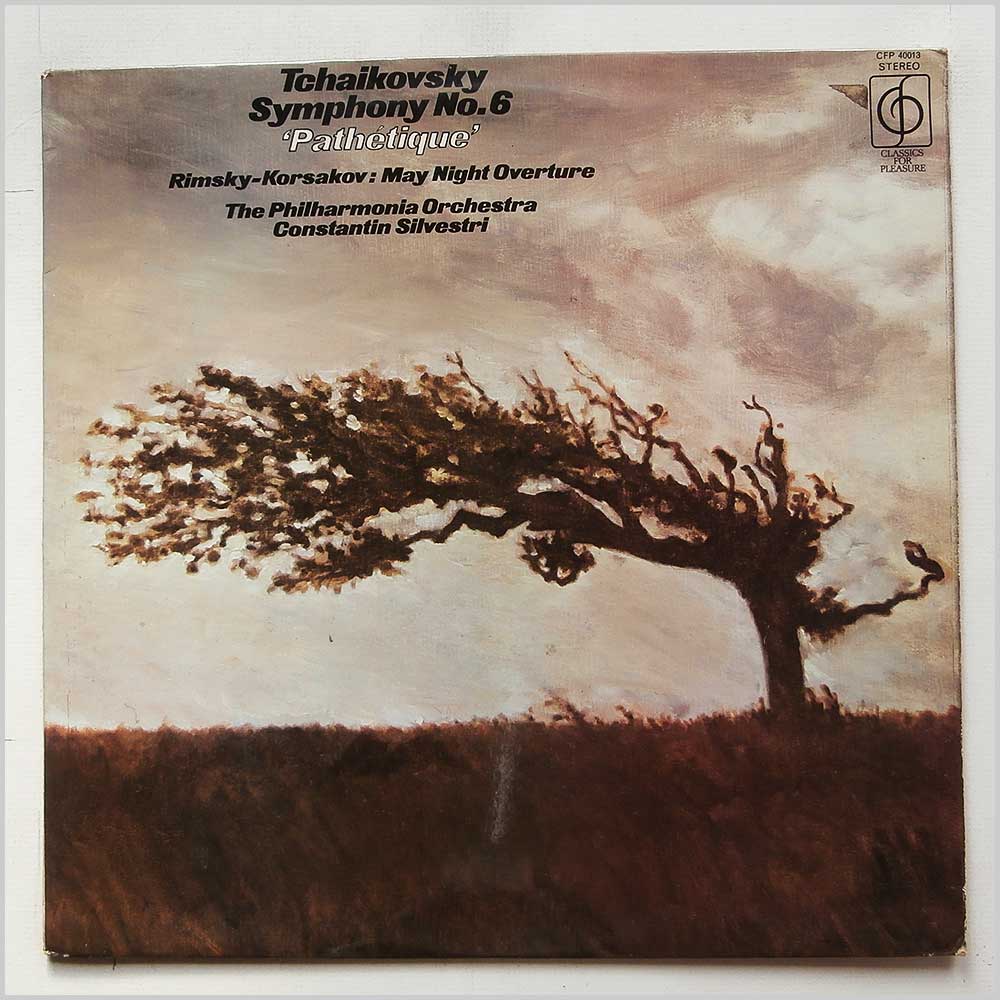 Tchaikovsky
Symphony No.6
'Pathétique'
Rimsky-Korsakov: May Night Overture
The Philharmonia Orchestra
Constantin Silvestri
CFP 40013
STEREO
CLASSICS
FOR
PLEASURE